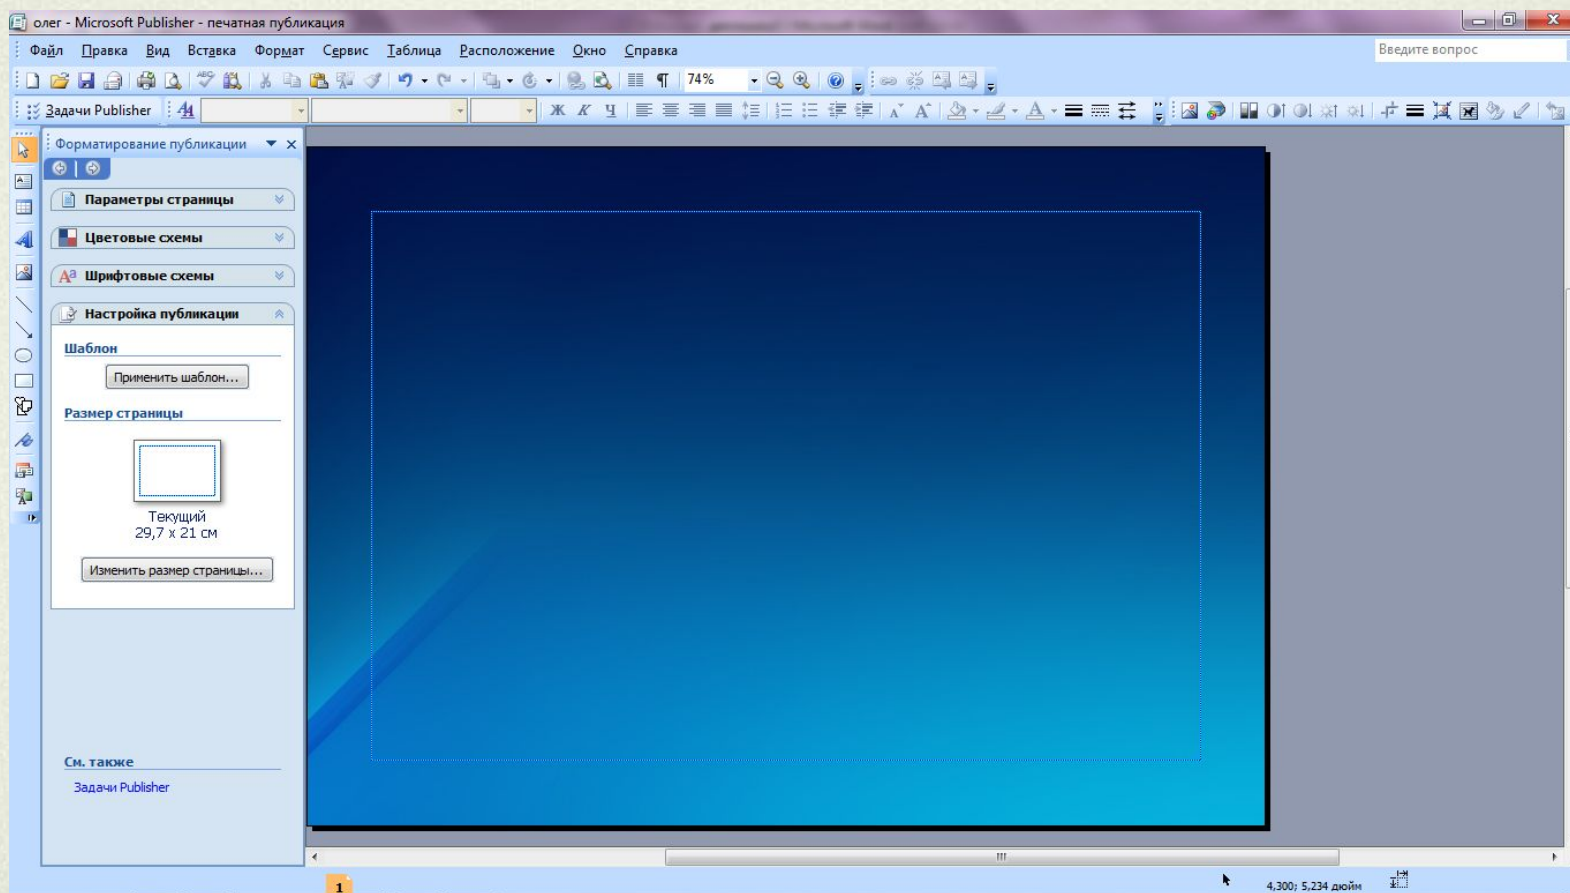 олег - Microsoft Publisher - печатная публикация
Файл Правка Вид Вставка Формат Сервис Таблица Расположение Окно Справка
Введите вопрос
74%
Задачи Publisher
Ж К Ч
Форматирование публикации
Параметры страницы
Цветовые схемы
Шрифтовые схемы
Настройка публикации
Шаблон
Применить шаблон...
Размер страницы
Текущий
29,7 x 21 см
Изменить размер страницы...
См. также
Задачи Publisher
1
4,300; 5,234 дюйм